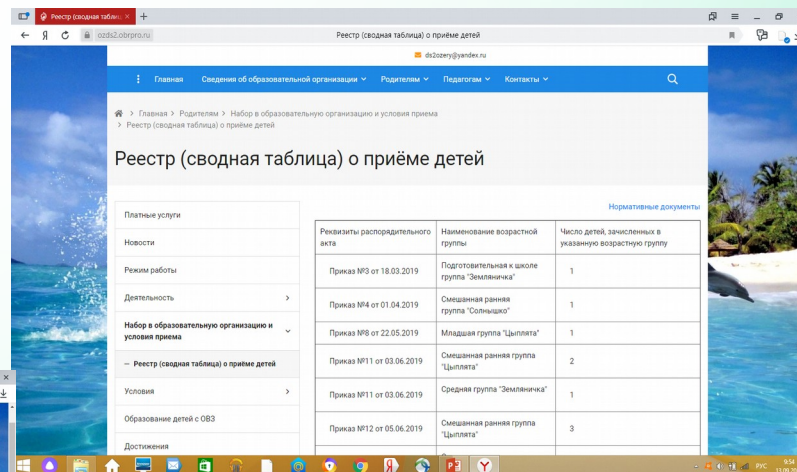 Реестр (сводная таблиц
ozds2.obrpro.ru
Реестр (сводная таблица) о приёме детей
ds2ozery@yandex.ru
Главная Сведения об образовательной организации Родителям Педагогам Контакты
> Главная > Родителям > Набор в образовательную организацию и условия приема
> Реестр (сводная таблица) о приёме детей
Реестр (сводная таблица) о приёме детей
Платные услуги
Новости
Режим работы
Деятельность
Набор в образовательную организацию и
условия приема
— Реестр (сводная таблица) о приёме детей
Условия
Образование детей с ОВЗ
Достижения
Нормативные документы
Реквизиты распорядительного
акта
Наименование возрастной
группы
Число детей, зачисленных в
указанную возрастную группу
Приказ №3 от 18.03.2019
Подготовительная к школе
группа "Земляничка"
1
Приказ №4 от 01.04.2019
Смешанная ранняя
группа "Солнышко"
1
Приказ №8 от 22.05.2019
Младшая группа "Цыплята"
1
Приказ №11 от 03.06.2019
Смешанная ранняя группа
"Цыплята"
2
Приказ №11 от 03.06.2019
Средняя группа "Земляничка"
1
Приказ №12 от 05.06.2019
Смешанная ранняя группа
"Цыплята"
3
РУС
9:54